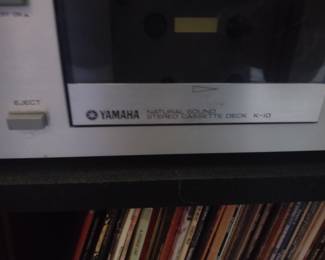 EJECT
YAMAHA NATURAL SOUND
STEREO CASSETTE DECK K-10